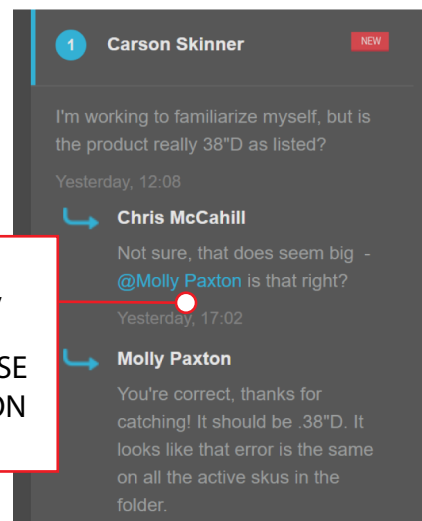 1 Carson Skinner NEW
I'm working to familiarize myself, but is
the product really 38"D as listed?
Yesterday, 12:08
Chris McCahill
Not sure, that does seem big -
@Molly Paxton is that right?
Yesterday, 17:02
SE
ON
Molly Paxton
You're correct, thanks for
catching! It should be .38"D. It
looks like that error is the same
on all the active skus in the
folder.